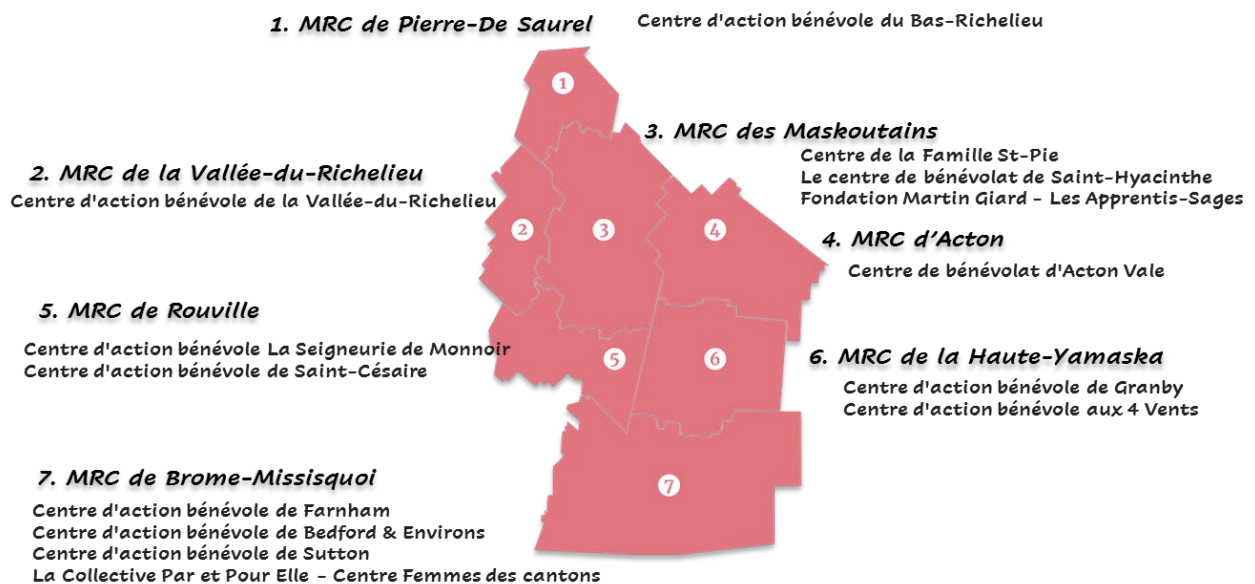 1. MRC de Pierre-De Saurel
Centre d'action bénévole du Bas-Richelieu
1
2. MRC de la Vallée-du-Richelieu
Centre d'action bénévole de la Vallée-du-Richelieu
2
3. MRC des Maskoutains
Centre de la Famille St-Pie
Le centre de bénévolat de Saint-Hyacinthe
Fondation Martin Giard - Les Apprentis-Sages
3
4
4. MRC d’Acton
Centre de bénévolat d'Acton Vale
5. MRC de Rouville
Centre d'action bénévole La Seigneurie de Monnoir
Centre d'action bénévole de Saint-Césaire
5
6
6. MRC de la Haute-Yamaska
Centre d'action bénévole de Granby
Centre d'action bénévole aux 4 Vents
7. MRC de Brome-Missisquoi
Centre d'action bénévole de Farnham
Centre d'action bénévole de Bedford & Environs
Centre d'action bénévole de Sutton
La Collective Par et Pour Elle - Centre Femmes des cantons
7